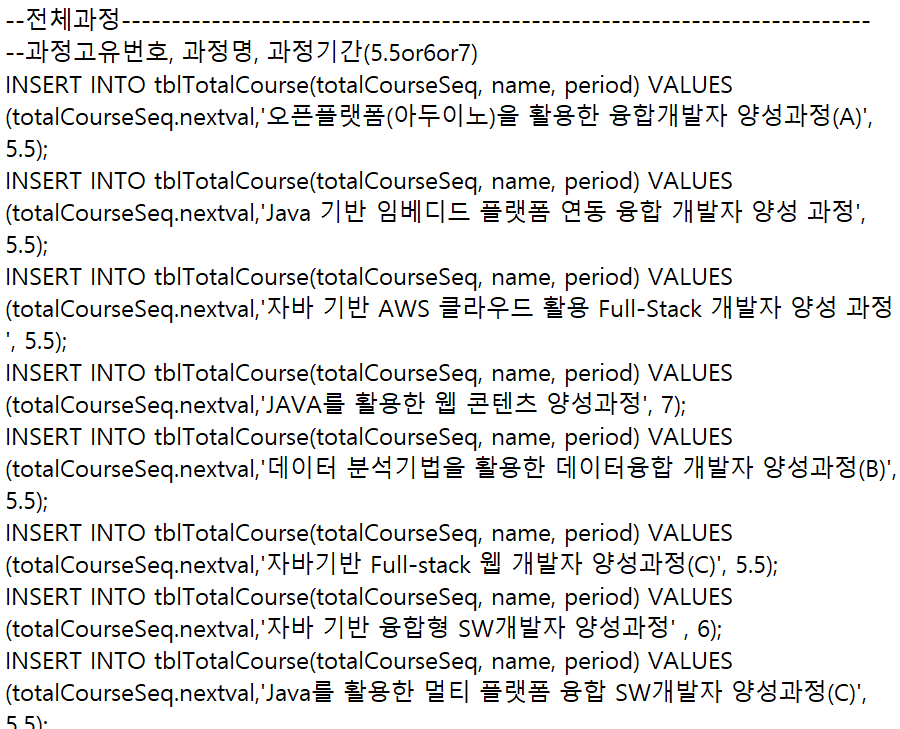 --전체과정---------------------------------------------------------------------------
--과정고유번호, 과정명, 과정기간(5.5or6or7)
INSERT INTO tblTotalCourse(totalCourseSeq, name, period) VALUES
(totalCourseSeq.nextval,'오픈플랫폼(아두이노)을 활용한 융합개발자 양성과정(A)',
5.5);
INSERT INTO tblTotalCourse(totalCourseSeq, name, period) VALUES
(totalCourseSeq.nextval,'Java 기반 임베디드 플랫폼 연동 융합 개발자 양성 과정',
5.5);
INSERT INTO tblTotalCourse(totalCourseSeq, name, period) VALUES
(totalCourseSeq.nextval,'자바 기반 AWS 클라우드 활용 Full-Stack 개발자 양성 과정
', 5.5);
INSERT INTO tblTotalCourse(totalCourseSeq, name, period) VALUES
(totalCourseSeq.nextval,'JAVA를 활용한 웹 콘텐츠 양성과정', 7);
INSERT INTO tblTotalCourse(totalCourseSeq, name, period) VALUES
(totalCourseSeq.nextval,'데이터 분석기법을 활용한 데이터융합 개발자 양성과정(B)',
5.5);
INSERT INTO tblTotalCourse(totalCourseSeq, name, period) VALUES
(totalCourseSeq.nextval,'자바기반 Full-stack 웹 개발자 양성과정(C)', 5.5);
INSERT INTO tblTotalCourse(totalCourseSeq, name, period) VALUES
(totalCourseSeq.nextval,'자바 기반 융합형 SW개발자 양성과정' , 6);
INSERT INTO tblTotalCourse(totalCourseSeq, name, period) VALUES
(totalCourseSeq.nextval,'Java를 활용한 멀티 플랫폼 융합 SW개발자 양성과정(C)',
5.5);